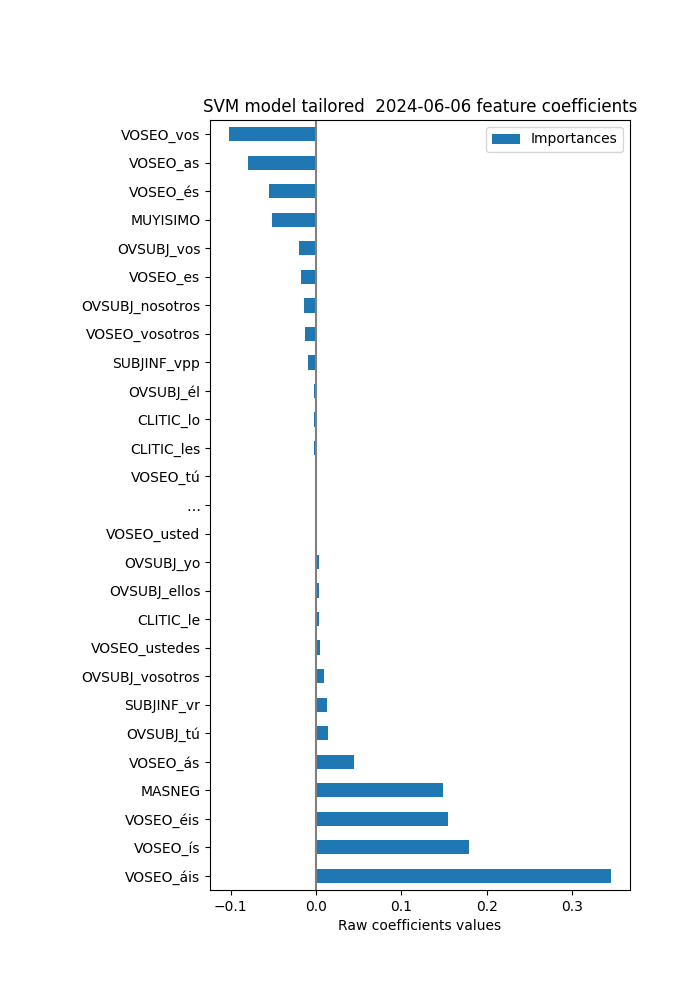 SVM model tailored  2024-06-06 feature coefficients
Importances
VOSEO_vos
VOSEO_as
VOSEO_és
MUYISIMO
OVSUBJ_vos
VOSEO_es
OVSUBJ_nosotros
VOSEO_vosotros
SUBJINF_vpp
OVSUBJ_él
CLITIC_lo
CLITIC_les
VOSEO_tú
...
VOSEO_usted
OVSUBJ_yo
OVSUBJ_ellos
CLITIC_le
VOSEO_ustedes
OVSUBJ_vosotros
SUBJINF_vr
OVSUBJ_tú
VOSEO_ás
MASNEG
VOSEO_éis
VOSEO_ís
VOSEO_áis
−0.1 0.0 0.1 0.2 0.3
Raw coefficients values